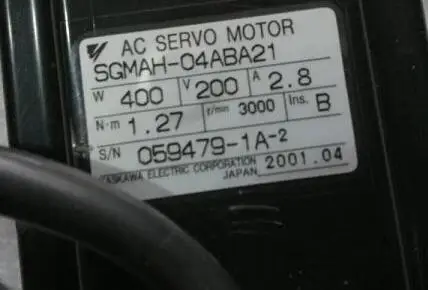 AC SERVO MOTOR
SGMAH-04ABA21
W 400 V 200 A 2.8
N·m 1.27 r/min 3000 Ins. B
S/N 059479-1A-2
YASKAWA ELECTRIC CORPORATION 2001.04
JAPAN